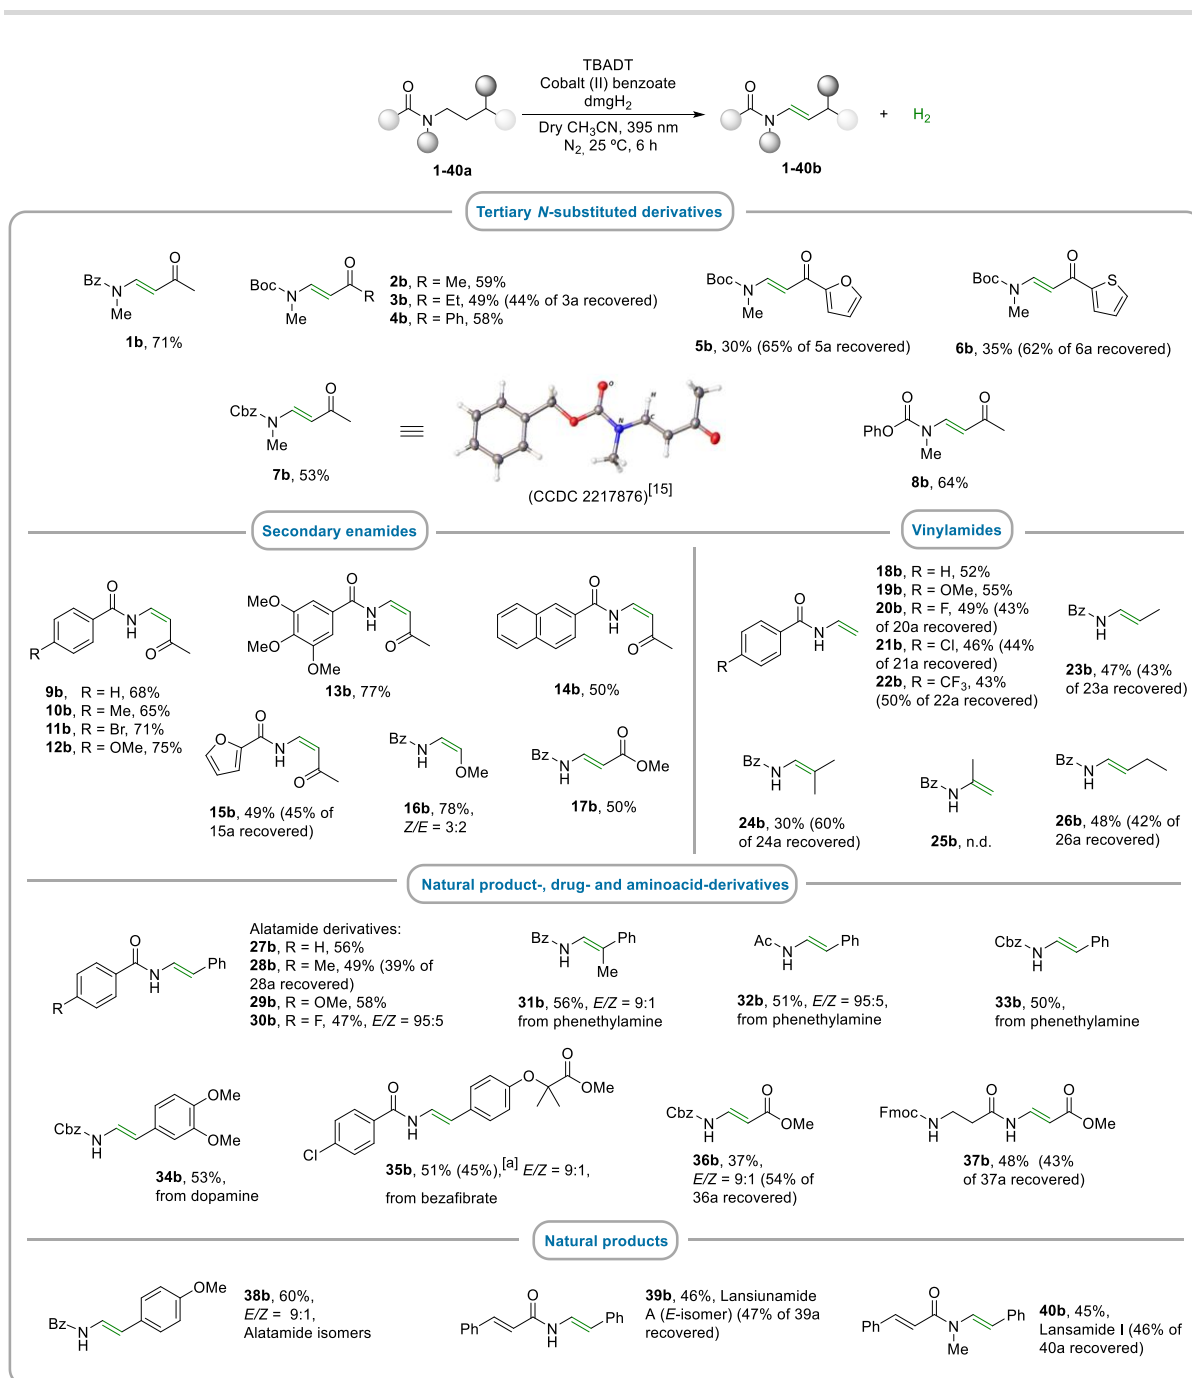 TBADT
Cobalt (II) benzoate
dmgH2
Dry CH3CN, 395 nm
N2, 25 ºC, 6 h
O
N
1-40a
O
N
1-40b
+ H2
Tertiary N-substituted derivatives
Bz
N
Me
O
1b, 71%
Boc
N
Me
O
R
2b, R = Me, 59%
3b, R = Et, 49% (44% of 3a recovered)
4b, R = Ph, 58%
Boc
N
Me
O
O
5b, 30% (65% of 5a recovered)
Boc
N
Me
O
S
6b, 35% (62% of 6a recovered)
Cbz
N
Me
O
7b, 53%
O
H
N
C
(CCDC 2217876)[15]
O
PhO
N
Me
O
8b, 64%
Secondary enamides
O
N
H
O
R
9b, R = H, 68%
10b, R = Me, 65%
11b, R = Br, 71%
12b, R = OMe, 75%
O
MeO
N
H
MeO
O
OMe
13b, 77%
O
N
H
O
14b, 50%
O
O
N
H
O
15b, 49% (45% of
15a recovered)
Bz
N
H
OMe
16b, 78%,
Z/E = 3:2
Bz
N
H
O
OMe
17b, 50%
Vinylamides
O
N
H
R
18b, R = H, 52%
19b, R = OMe, 55%
20b, R = F, 49% (43%
of 20a recovered)
21b, R = Cl, 46% (44%
of 21a recovered)
22b, R = CF3, 43%
(50% of 22a recovered)
Bz
N
H
23b, 47% (43%
of 23a recovered)
Bz
N
H
24b, 30% (60%
of 24a recovered)
Bz
N
H
25b, n.d.
Bz
N
H
26b, 48% (42% of
26a recovered)
Natural product-, drug- and aminoacid-derivatives
O
N
H
Ph
R
Alatamide derivatives:
27b, R = H, 56%
28b, R = Me, 49% (39% of
28a recovered)
29b, R = OMe, 58%
30b, R = F, 47%, E/Z = 95:5
Bz
N
H
Ph
Me
31b, 56%, E/Z = 9:1
from phenethylamine
Ac
N
H
Ph
32b, 51%, E/Z = 95:5,
from phenethylamine
Cbz
N
H
Ph
33b, 50%,
from phenethylamine
Cbz
N
H
OMe
OMe
34b, 53%,
from dopamine
O
N
H
Cl
O
O
OMe
35b, 51% (45%),[a] E/Z = 9:1,
from bezafibrate
Cbz
N
H
O
OMe
36b, 37%,
E/Z = 9:1 (54% of
36a recovered)
Fmoc
N
H
O
N
H
O
OMe
37b, 48% (43%
of 37a recovered)
Natural products
Bz
N
H
OMe
38b, 60%,
E/Z = 9:1,
Alatamide isomers
Ph
O
N
H
Ph
39b, 46%, Lansiunamide
A (E-isomer) (47% of 39a
recovered)
Ph
O
N
Me
Ph
40b, 45%,
Lansamide I (46% of
40a recovered)